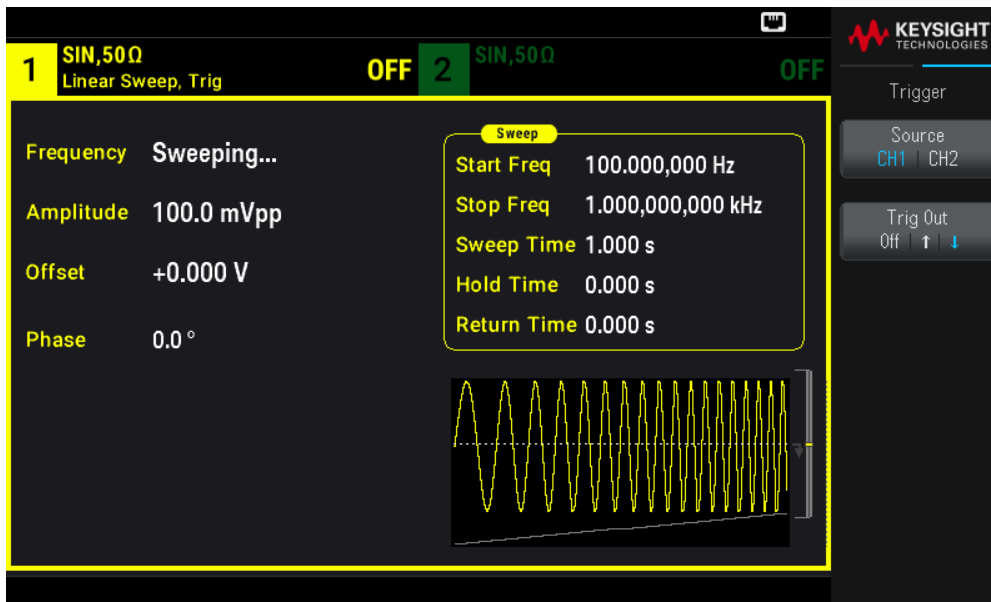 KEYSIGHT
TECHNOLOGIES
1 SIN,50Ω OFF
Linear Sweep, Trig
2 SIN,50Ω OFF
Trigger
Source
CH1 | CH2
Trig Out
Off | ↑ | ↓
Frequency Sweeping...
Amplitude 100.0 mVpp
Offset +0.000 V
Phase 0.0 °
Sweep
Start Freq 100.000,000 Hz
Stop Freq 1.000,000,000 kHz
Sweep Time 1.000 s
Hold Time 0.000 s
Return Time 0.000 s